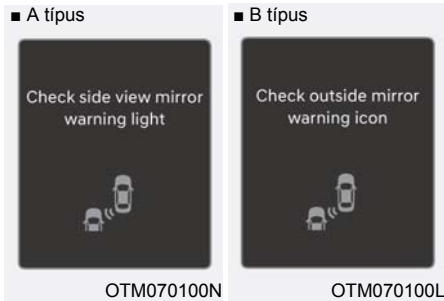 ■ A típus
Check side view mirror
warning light
OTM070100N
■ B típus
Check outside mirror
warning icon
OTM070100L